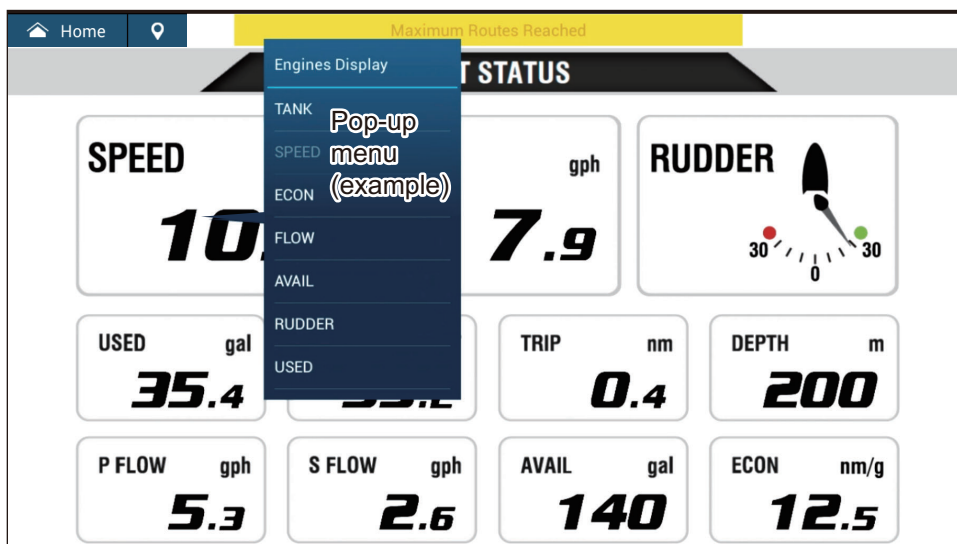 Home
Maximum Routes Reached
T STATUS
Engines Display
TANK
SPEED
ECON
FLOW
AVAIL
RUDDER
USED
Pop-up
menu
(example)
SPEED
10.
gph
7.9
RUDDER
30 30
0
USED gal
35.4
TRIP nm
0.4
DEPTH m
200
P FLOW gph
5.3
S FLOW gph
2.6
AVAIL gal
140
ECON nm/g
12.5